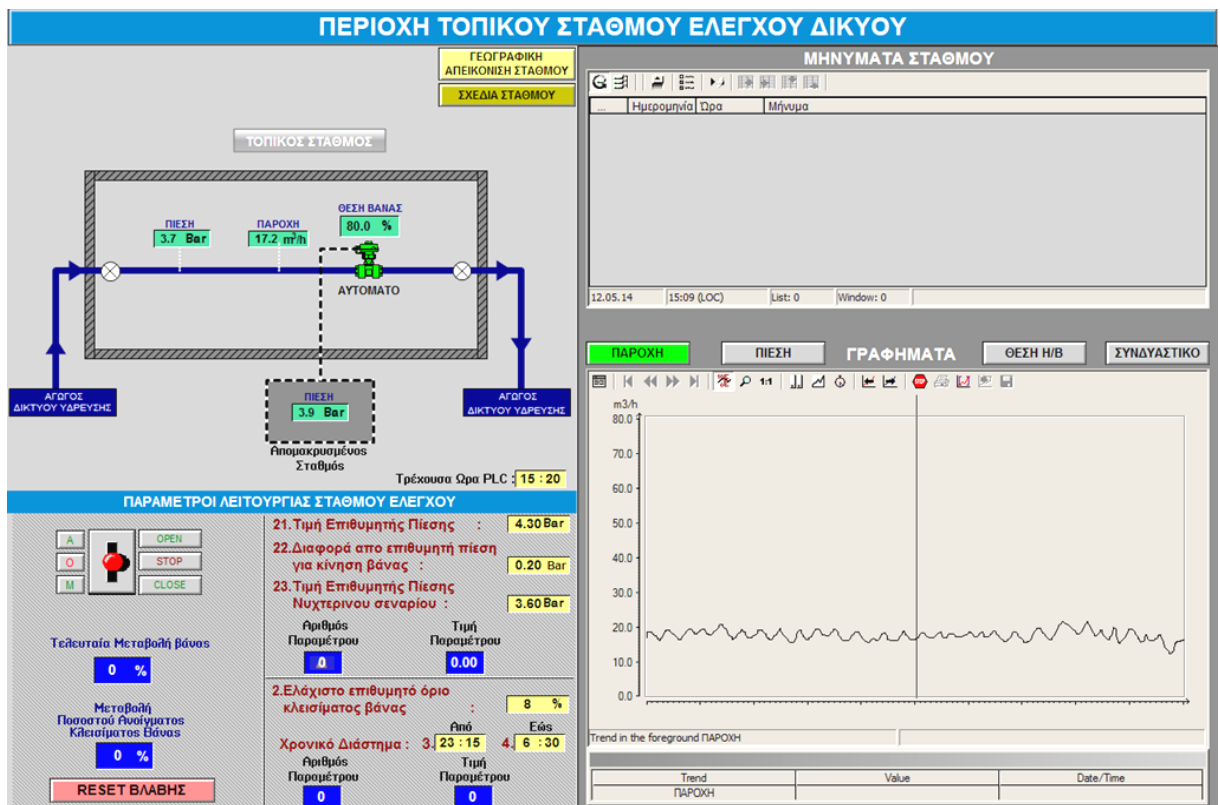 ΠΕΡΙΟΧΗ ΤΟΠΙΚΟΥ ΣΤΑΘΜΟΥ ΕΛΕΓΧΟΥ ΔΙΚΥΟΥ
ΓΕΩΓΡΑΦΙΚΗ
ΑΠΕΙΚΟΝΙΣΗ ΣΤΑΘΜΟΥ
ΣΧΕΔΙΑ ΣΤΑΘΜΟΥ
ΤΟΠΙΚΟΣ ΣΤΑΘΜΟΣ
ΘΕΣΗ ΒΑΝΑΣ
80.0 %
ΠΙΕΣΗ
3.7 Bar
ΠΑΡΟΧΗ
17.2 m³/h
ΑΥΤΟΜΑΤΟ
ΑΓΩΓΟΣ
ΔΙΚΤΥΟΥ ΥΔΡΕΥΣΗΣ
ΠΙΕΣΗ
3.9 Bar
ΑΓΩΓΟΣ
ΔΙΚΤΥΟΥ ΥΔΡΕΥΣΗΣ
Απομακρυσμένος
Σταθμός
Τρέχουσα Ωρα PLC : 15 : 20
ΜΗΝΥΜΑΤΑ ΣΤΑΘΜΟΥ
... Ημερομηνία Ώρα Μήνυμα
12.05.14 15:09 (LOC) List: 0 Window: 0
ΠΑΡΟΧΗ ΠΙΕΣΗ ΓΡΑΦΗΜΑΤΑ ΘΕΣΗ Η/Β ΣΥΝΔΥΑΣΤΙΚΟ
1:1
STOP
m3/h
80.0
70.0
60.0
50.0
40.0
30.0
20.0
10.0
0.0
Trend in the foreground ΠΑΡΟΧΗ
Trend Value Date/Time
ΠΑΡΟΧΗ
ΠΑΡΑΜΕΤΡΟΙ ΛΕΙΤΟΥΡΓΙΑΣ ΣΤΑΘΜΟΥ ΕΛΕΓΧΟΥ
A OPEN
O STOP
M CLOSE
Τελευταία Μεταβολή βάνας
0 %
Μεταβολή
Ποσοστού Ανοίγματος
Κλεισίματος Βάνας
0 %
RESET ΒΛΑΒΗΣ
21.Τιμή Επιθυμητής Πίεσης : 4.30 Bar
22.Διαφορά απο επιθυμητή πίεση
για κίνηση βάνας : 0.20 Bar
23.Τιμή Επιθυμητής Πίεσης
Νυχτερινου σεναρίου : 3.60 Bar
Αριθμός Τιμή
Παραμέτρου Παραμέτρου
0 0.00
2.Ελάχιστο επιθυμητό όριο
κλεισίματος βάνας : 8 %
Από Εώς
Χρονικό Διάστημα : 3. 23 : 15 4. 6 : 30
Αριθμός Τιμή
Παραμέτρου Παραμέτρου
0 0